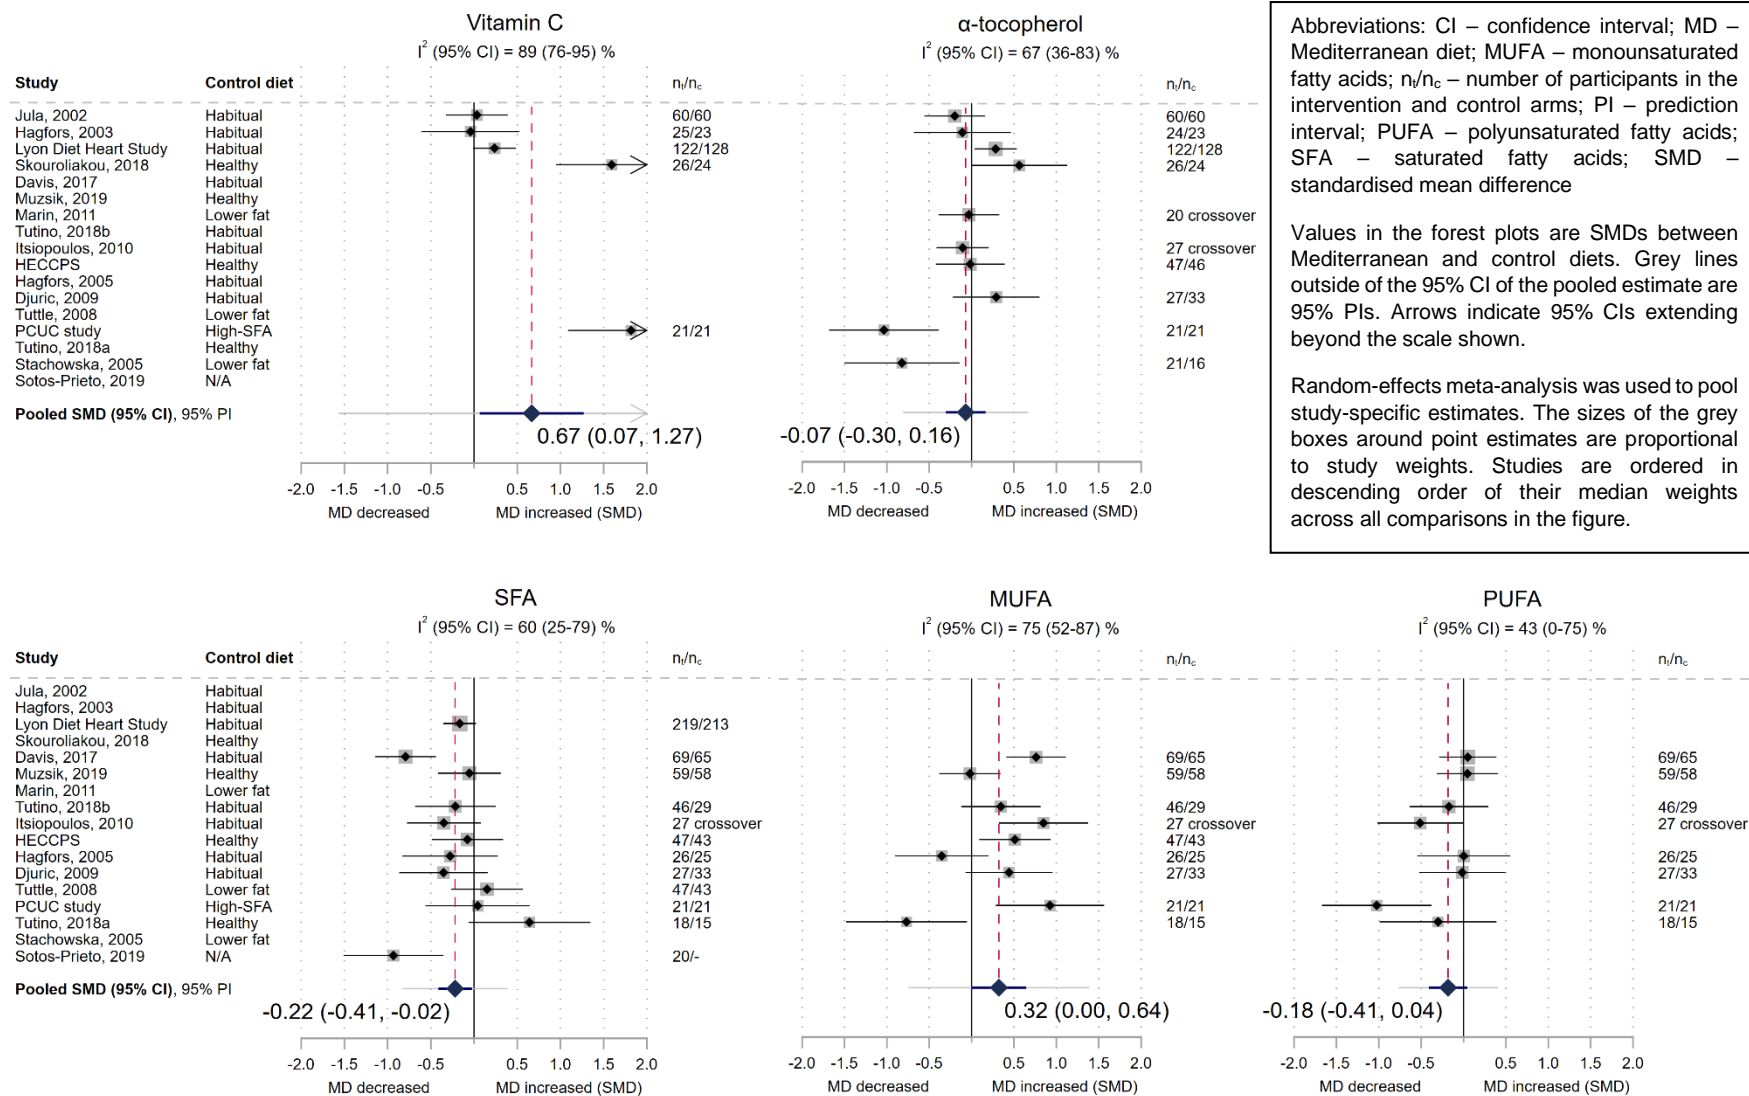 Vitamin C
I² (95% CI) = 89 (76-95) %
Study Control diet nₜ/n꜀
Jula, 2002 Habitual 60/60
Hagfors, 2003 Habitual 25/23
Lyon Diet Heart Study Habitual 122/128
Skouroliakou, 2018 Healthy 26/24
Davis, 2017 Habitual
Muzsik, 2019 Healthy
Marin, 2011 Lower fat
Tutino, 2018b Habitual
Itsiopoulos, 2010 Habitual
HECCPS Healthy
Hagfors, 2005 Habitual
Djuric, 2009 Habitual
Tuttle, 2008 Lower fat
PCUC study High-SFA 21/21
Tutino, 2018a Healthy
Stachowska, 2005 Lower fat
Sotos-Prieto, 2019 N/A
Pooled SMD (95% CI), 95% PI
0.67 (0.07, 1.27)
-2.0 -1.5 -1.0 -0.5 0.5 1.0 1.5 2.0
MD decreased MD increased (SMD)
α-tocopherol
I² (95% CI) = 67 (36-83) %
nₜ/n꜀
60/60
24/23
122/128
26/24
20 crossover
27 crossover
47/46
27/33
21/21
21/16
-0.07 (-0.30, 0.16)
-2.0 -1.5 -1.0 -0.5 0.5 1.0 1.5 2.0
MD decreased MD increased (SMD)
Abbreviations: CI – confidence interval; MD –
Mediterranean diet; MUFA – monounsaturated
fatty acids; nₜ/n꜀ – number of participants in the
intervention and control arms; PI – prediction
interval; PUFA – polyunsaturated fatty acids;
SFA – saturated fatty acids; SMD –
standardised mean difference
Values in the forest plots are SMDs between
Mediterranean and control diets. Grey lines
outside of the 95% CI of the pooled estimate are
95% PIs. Arrows indicate 95% CIs extending
beyond the scale shown.
Random-effects meta-analysis was used to pool
study-specific estimates. The sizes of the grey
boxes around point estimates are proportional
to study weights. Studies are ordered in
descending order of their median weights
across all comparisons in the figure.
SFA
I² (95% CI) = 60 (25-79) %
Study Control diet nₜ/n꜀
Jula, 2002 Habitual
Hagfors, 2003 Habitual
Lyon Diet Heart Study Habitual 219/213
Skouroliakou, 2018 Healthy
Davis, 2017 Habitual 69/65
Muzsik, 2019 Healthy 59/58
Marin, 2011 Lower fat
Tutino, 2018b Habitual 46/29
Itsiopoulos, 2010 Habitual 27 crossover
HECCPS Healthy 47/43
Hagfors, 2005 Habitual 26/25
Djuric, 2009 Habitual 27/33
Tuttle, 2008 Lower fat 47/43
PCUC study High-SFA 21/21
Tutino, 2018a Healthy 18/15
Stachowska, 2005 Lower fat
Sotos-Prieto, 2019 N/A 20/-
Pooled SMD (95% CI), 95% PI
-0.22 (-0.41, -0.02)
-2.0 -1.5 -1.0 -0.5 0.5 1.0 1.5 2.0
MD decreased MD increased (SMD)
MUFA
I² (95% CI) = 75 (52-87) %
nₜ/n꜀
69/65
59/58
46/29
27 crossover
47/43
26/25
27/33
21/21
18/15
0.32 (0.00, 0.64)
-2.0 -1.5 -1.0 -0.5 0.5 1.0 1.5 2.0
MD decreased MD increased (SMD)
PUFA
I² (95% CI) = 43 (0-75) %
nₜ/n꜀
69/65
59/58
46/29
27 crossover
26/25
27/33
21/21
18/15
-0.18 (-0.41, 0.04)
-2.0 -1.5 -1.0 -0.5 0.5 1.0 1.5 2.0
MD decreased MD increased (SMD)